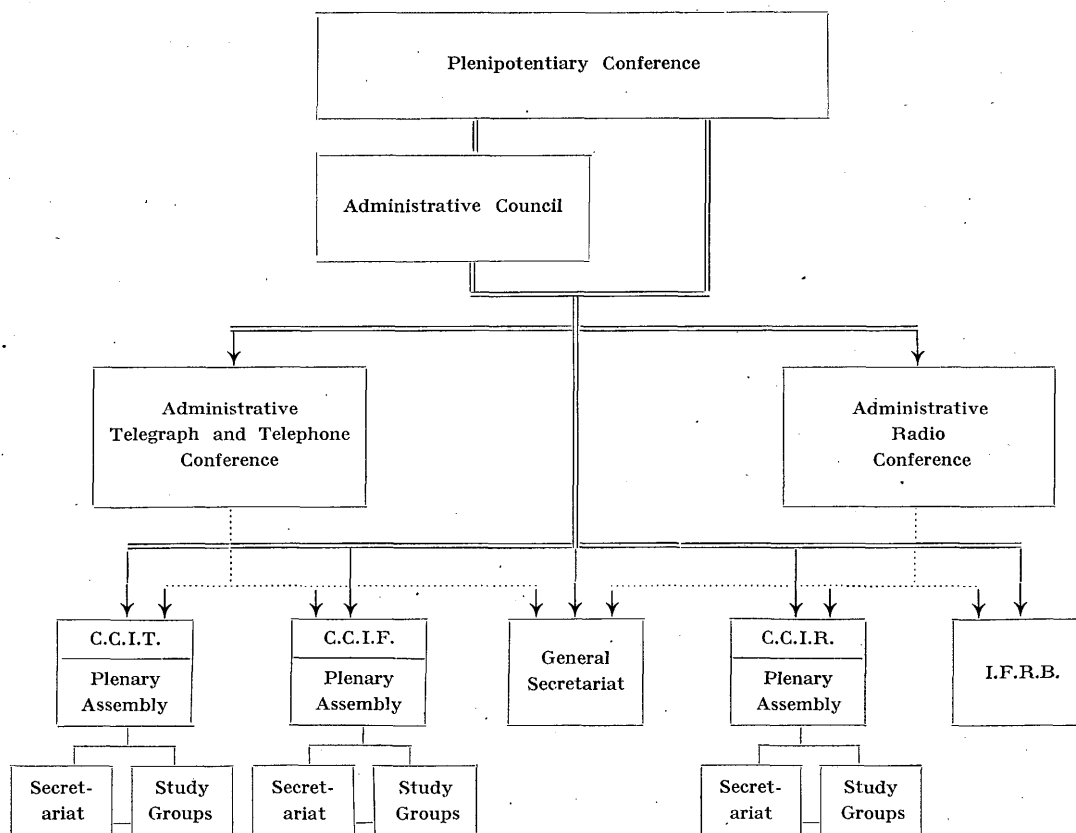 Plenipotentiary Conference
Administrative Council
Administrative
Telegraph and Telephone
Conference
Administrative
Radio
Conference
C.C.I.T.
Plenary
Assembly
C.C.I.F.
Plenary
Assembly
General
Secretariat
C.C.I.R.
Plenary
Assembly
I.F.R.B.
Secret-
ariat
Study
Groups
Secret-
ariat
Study
Groups
Secret-
ariat
Study
Groups